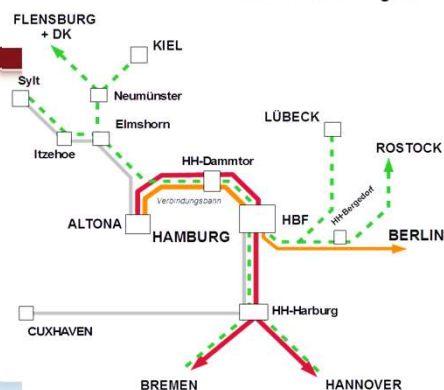 FLENSBURG
+ DK
KIEL
Sylt
Neumünster
Elmshorn
Itzehoe
LÜBECK
ROSTOCK
HH-Dammtor
HH-Bergedorf
Verbindungsbahn
ALTONA
HAMBURG
HBF
BERLIN
HH-Harburg
CUXHAVEN
BREMEN
HANNOVER